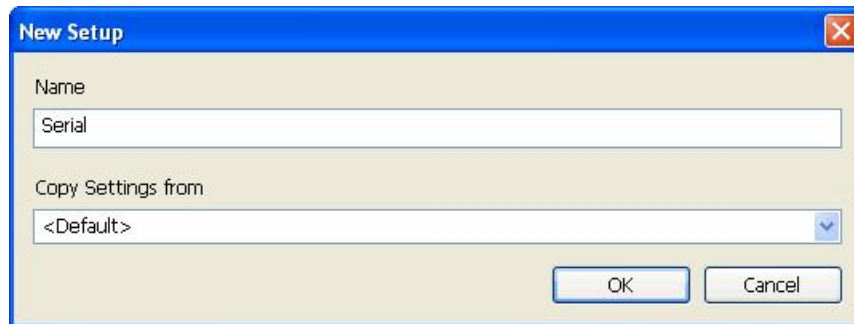 New Setup
Name
Serial
Copy Settings from
<Default>
OK Cancel